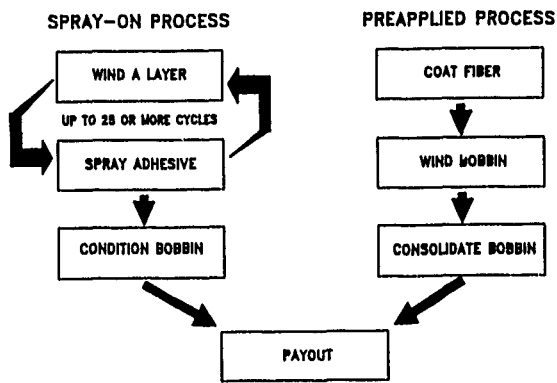 SPRAY-ON PROCESS
WIND A LAYER
UP TO 25 OR MORE CYCLES
SPRAY ADHESIVE
CONDITION BOBBIN
PREAPPLIED PROCESS
COAT FIBER
WIND BOBBIN
CONSOLIDATE BOBBIN
PAYOUT